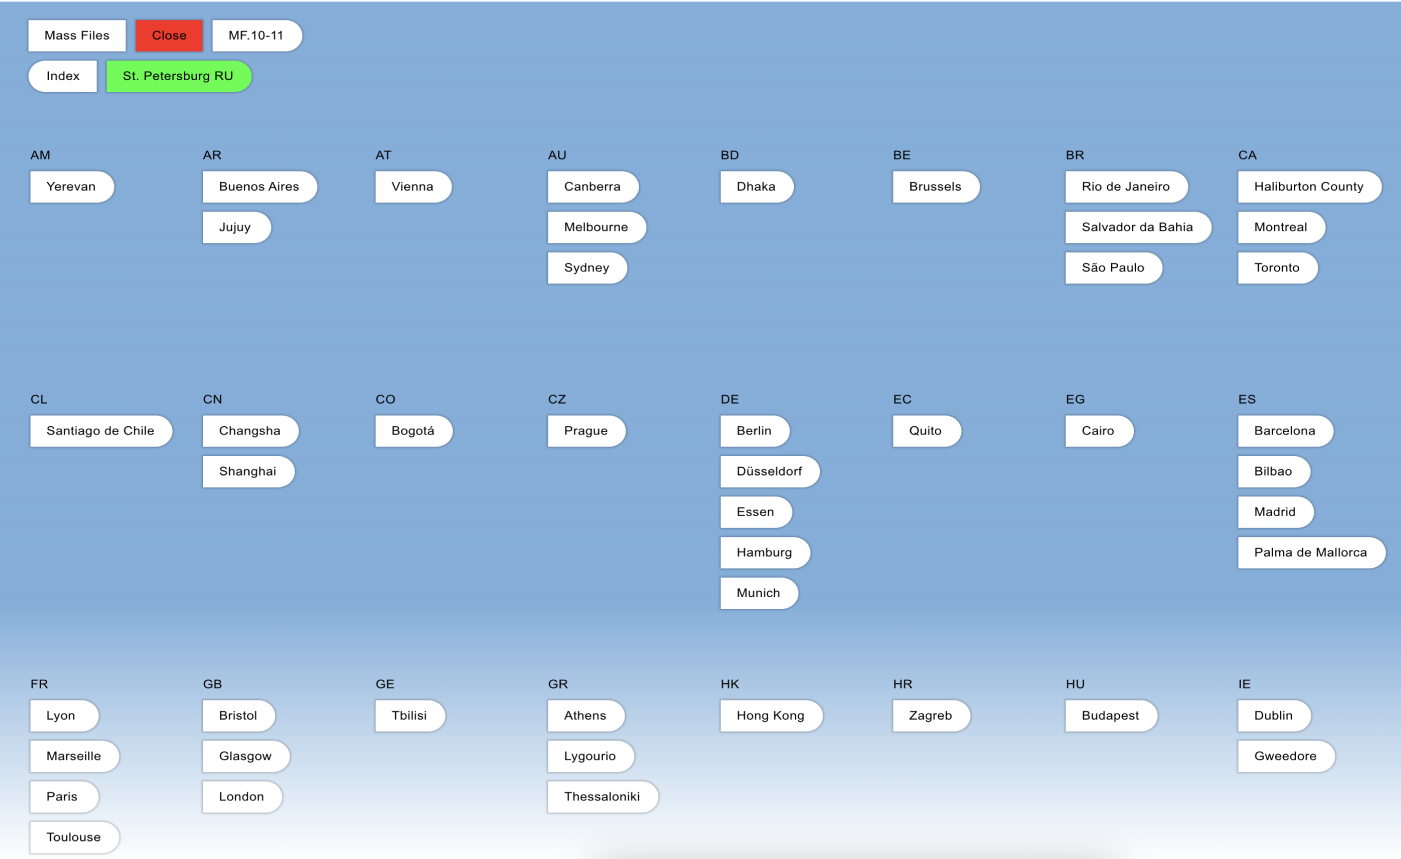 Mass Files Close MF.10-11
Index St. Petersburg RU
AM AR AT AU BD BE BR CA
Yerevan Buenos Aires Vienna Canberra Dhaka Brussels Rio de Janeiro Haliburton County
Jujuy Melbourne Salvador da Bahia Montreal
Sydney São Paulo Toronto
CL CN CO CZ DE EC EG ES
Santiago de Chile Changsha Bogotá Prague Berlin Quito Cairo Barcelona
Shanghai Düsseldorf Bilbao
Essen Madrid
Hamburg Palma de Mallorca
Munich
FR GB GE GR HK HR HU IE
Lyon Bristol Tbilisi Athens Hong Kong Zagreb Budapest Dublin
Marseille Glasgow Lygourio Gweedore
Paris London Thessaloniki
Toulouse